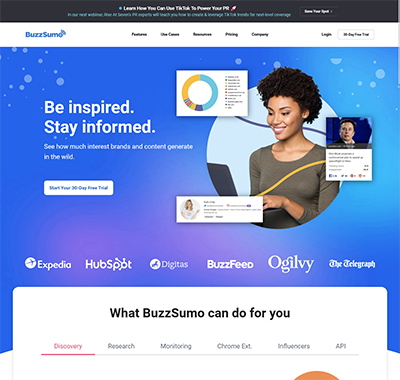 Learn How You Can Use TikTok To Power Your PR
In our next webinar, Rise At Seven's PR experts will teach you how to create & leverage TikTok trends for next-level coverage.
Save Your Spot
BuzzSumo
Features
Use Cases
Resources
Pricing
Company
Login
30-Day Free Trial
Be inspired.
Stay informed.
See how much interest brands and content generate
in the wild.
Start Your 30-Day Free Trial
Expedia
HubSpot
Digitas
BuzzFeed
Ogilvy
The Telegraph
What BuzzSumo can do for you
Discovery
Research
Monitoring
Chrome Ext.
Influencers
API